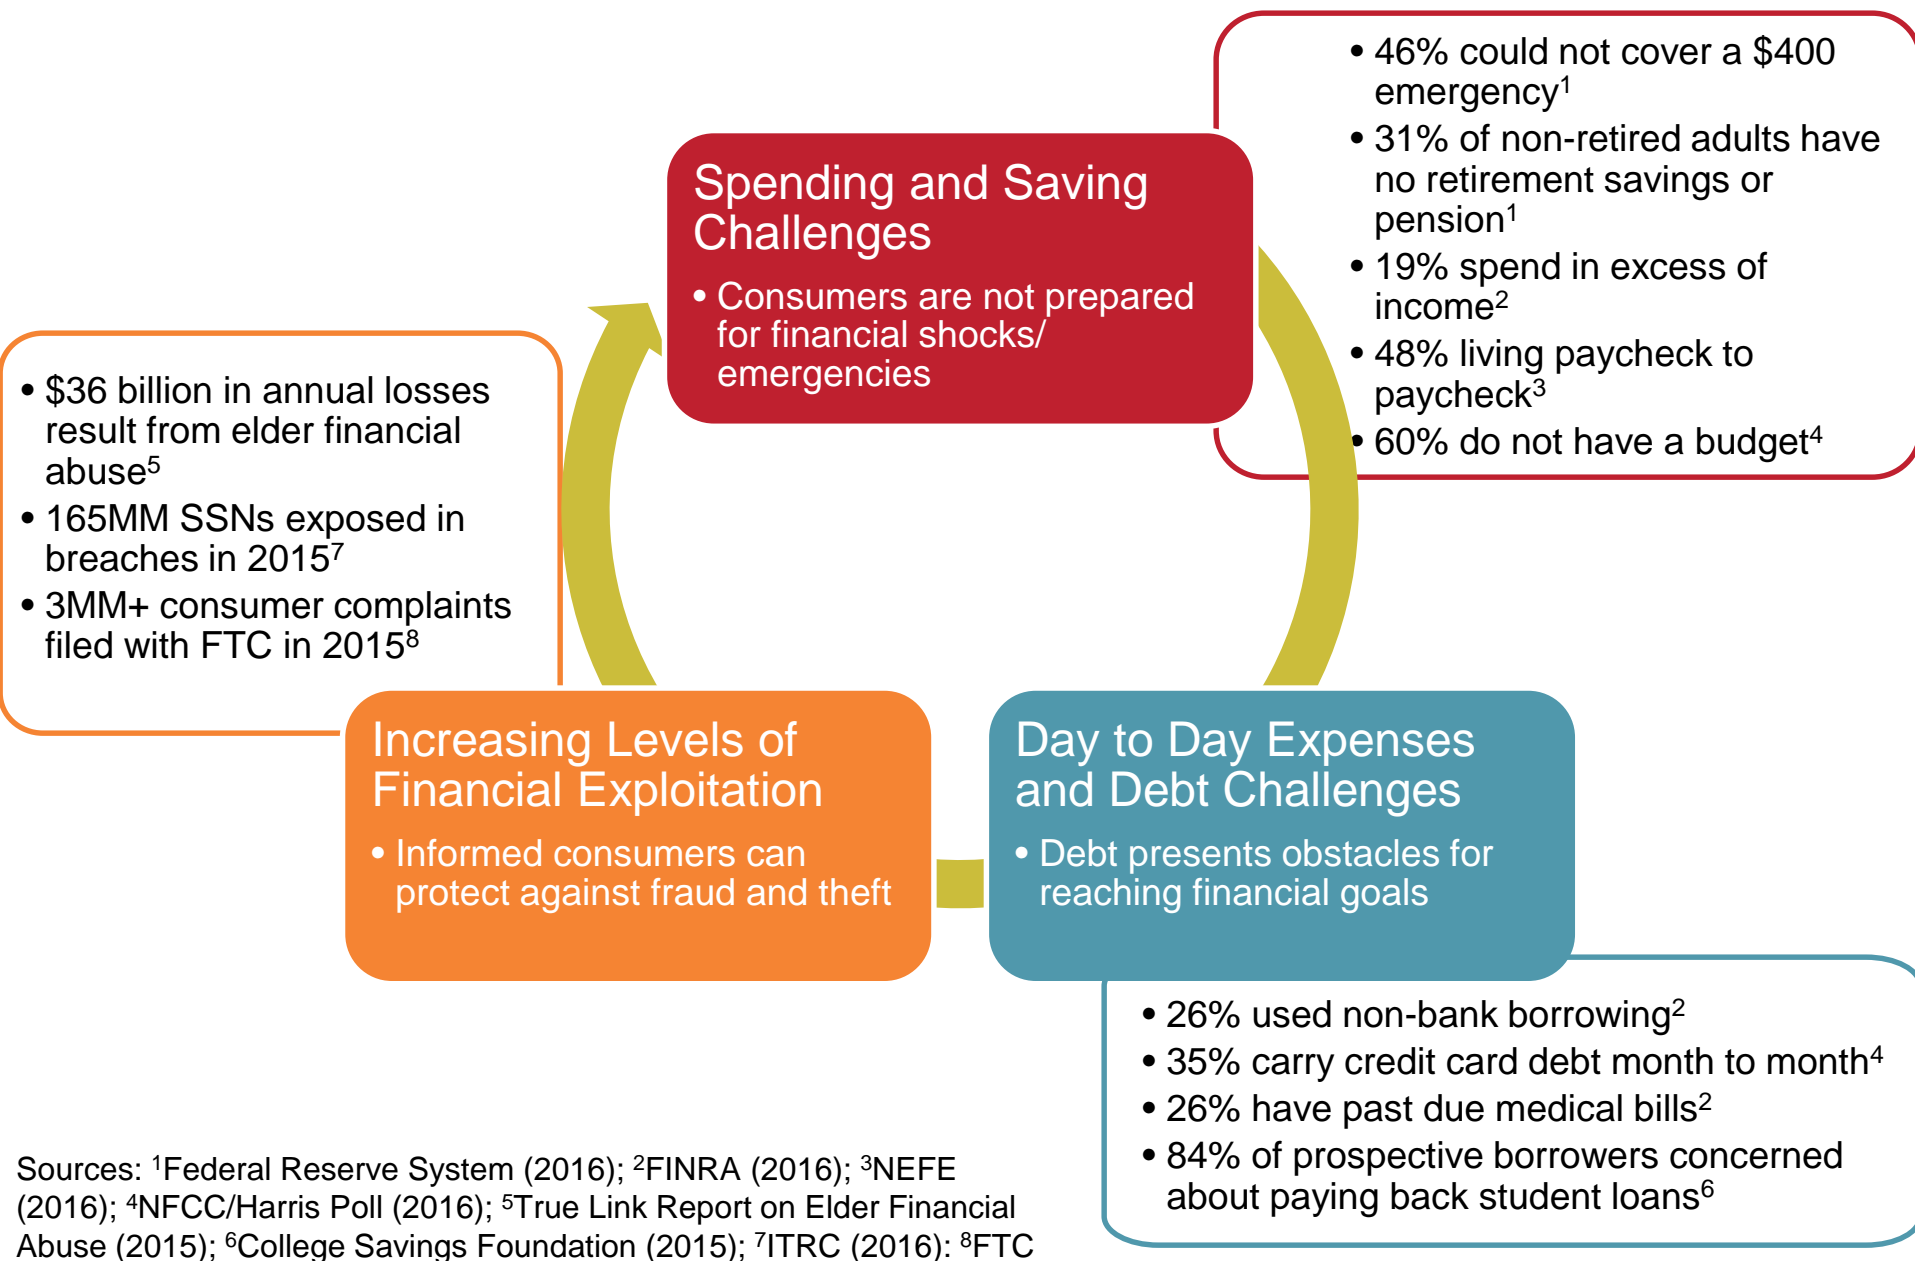 • 46% could not cover a $400
emergency¹
• 31% of non-retired adults have
no retirement savings or
pension¹
• 19% spend in excess of
income²
• 48% living paycheck to
paycheck³
• 60% do not have a budget⁴
Spending and Saving
Challenges
• Consumers are not prepared
for financial shocks/
emergencies
• $36 billion in annual losses
result from elder financial
abuse⁵
• 165MM SSNs exposed in
breaches in 2015⁷
• 3MM+ consumer complaints
filed with FTC in 2015⁸
Increasing Levels of
Financial Exploitation
• Informed consumers can
protect against fraud and theft
Day to Day Expenses
and Debt Challenges
• Debt presents obstacles for
reaching financial goals
• 26% used non-bank borrowing²
• 35% carry credit card debt month to month⁴
• 26% have past due medical bills²
• 84% of prospective borrowers concerned
about paying back student loans⁶
Sources: ¹Federal Reserve System (2016); ²FINRA (2016); ³NEFE
(2016); ⁴NFCC/Harris Poll (2016); ⁵True Link Report on Elder Financial
Abuse (2015); ⁶College Savings Foundation (2015); ⁷ITRC (2016): ⁸FTC